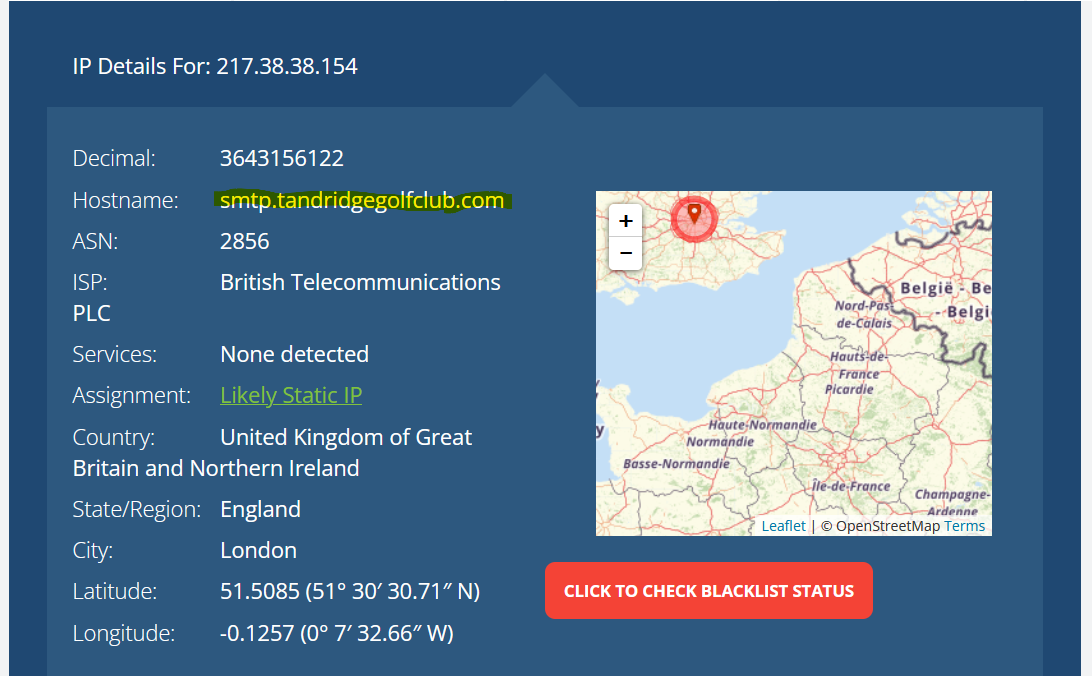 IP Details For: 217.38.38.154
Decimal: 3643156122
Hostname: smtp.tandridgegolfclub.com
ASN: 2856
ISP: British Telecommunications
PLC
Services: None detected
Assignment: Likely Static IP
Country: United Kingdom of Great
Britain and Northern Ireland
State/Region: England
City: London
Latitude: 51.5085 (51° 30′ 30.71″ N)
Longitude: -0.1257 (0° 7′ 32.66″ W)
+
−
België - Be
- Belgi
Nord-Pas-
de-Calais
Hauts-de-
France
Picardie
Haute-Normandie
Normandie
Basse-Normandie
Île-de-France
Champagne-
Ardenne
Leaflet | © OpenStreetMap Terms
CLICK TO CHECK BLACKLIST STATUS